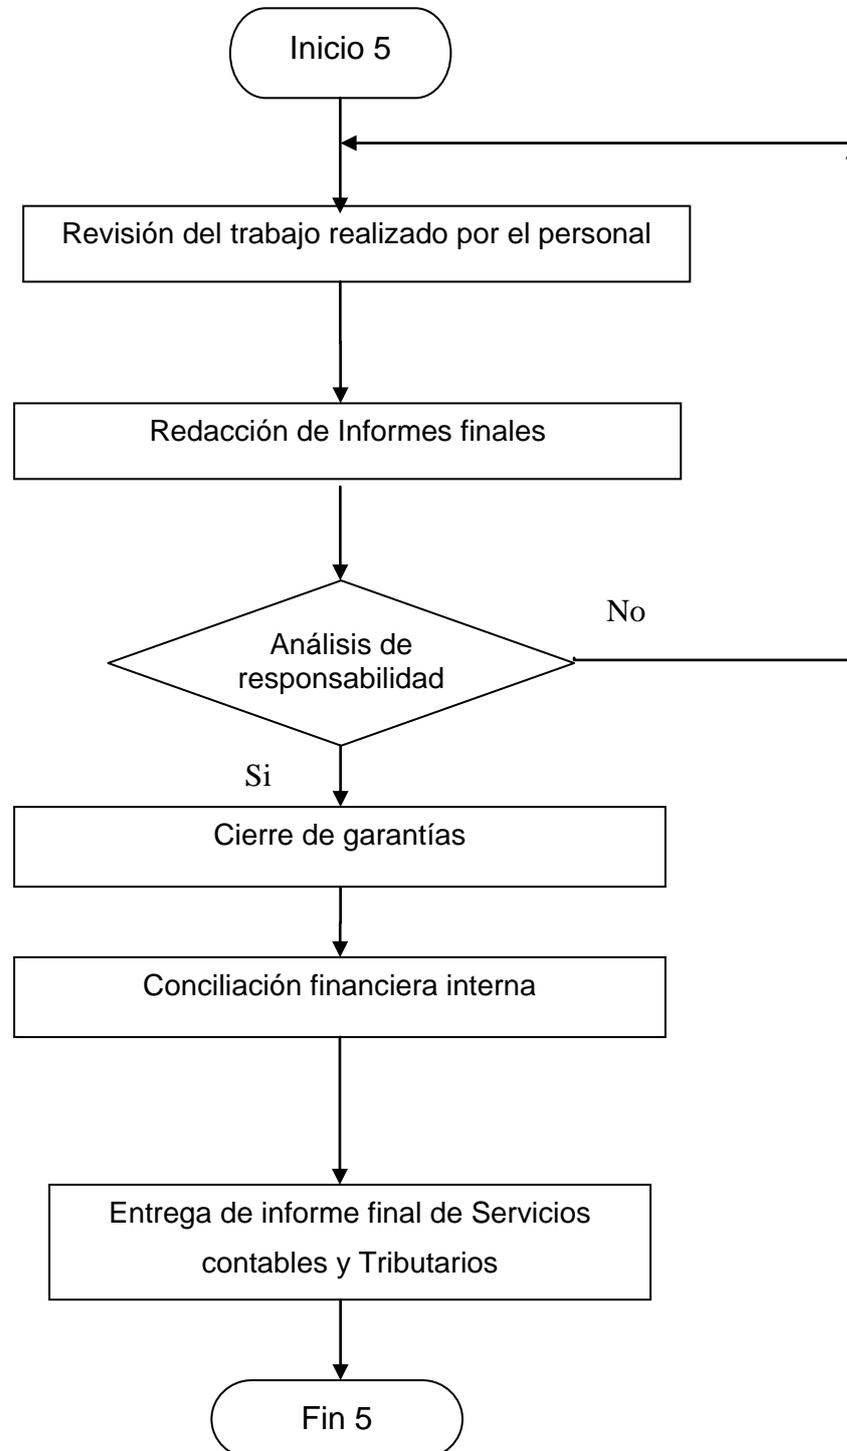 Inicio 5
Revisión del trabajo realizado por el personal
Redacción de Informes finales
Análisis de
responsabilidad
No
Si
Cierre de garantías
Conciliación financiera interna
Entrega de informe final de Servicios
contables y Tributarios
Fin 5